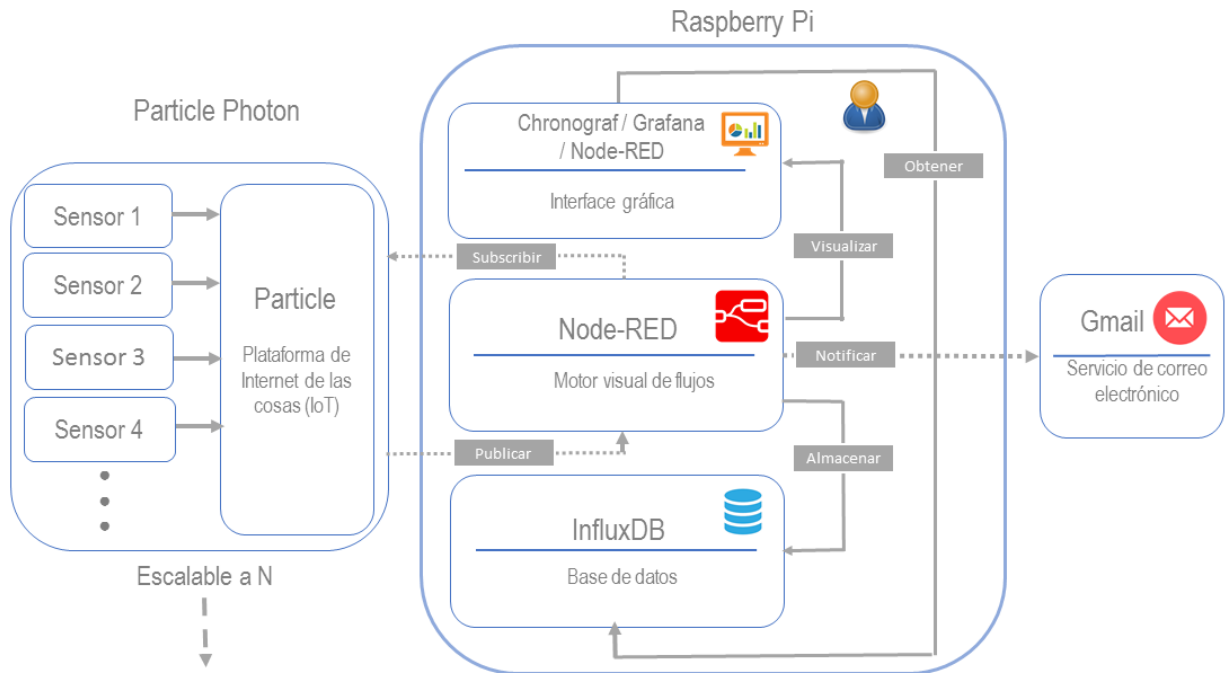 Raspberry Pi
Particle Photon
Sensor 1
Sensor 2
Sensor 3
Sensor 4
Particle
Plataforma de
Internet de las
cosas (IoT)
Escalable a N
Chronograf / Grafana
/ Node-RED
Interface gráfica
Obtener
Visualizar
Subscribir
Node-RED
Motor visual de flujos
Notificar
Publicar
Almacenar
InfluxDB
Base de datos
Gmail
Servicio de correo
electrónico